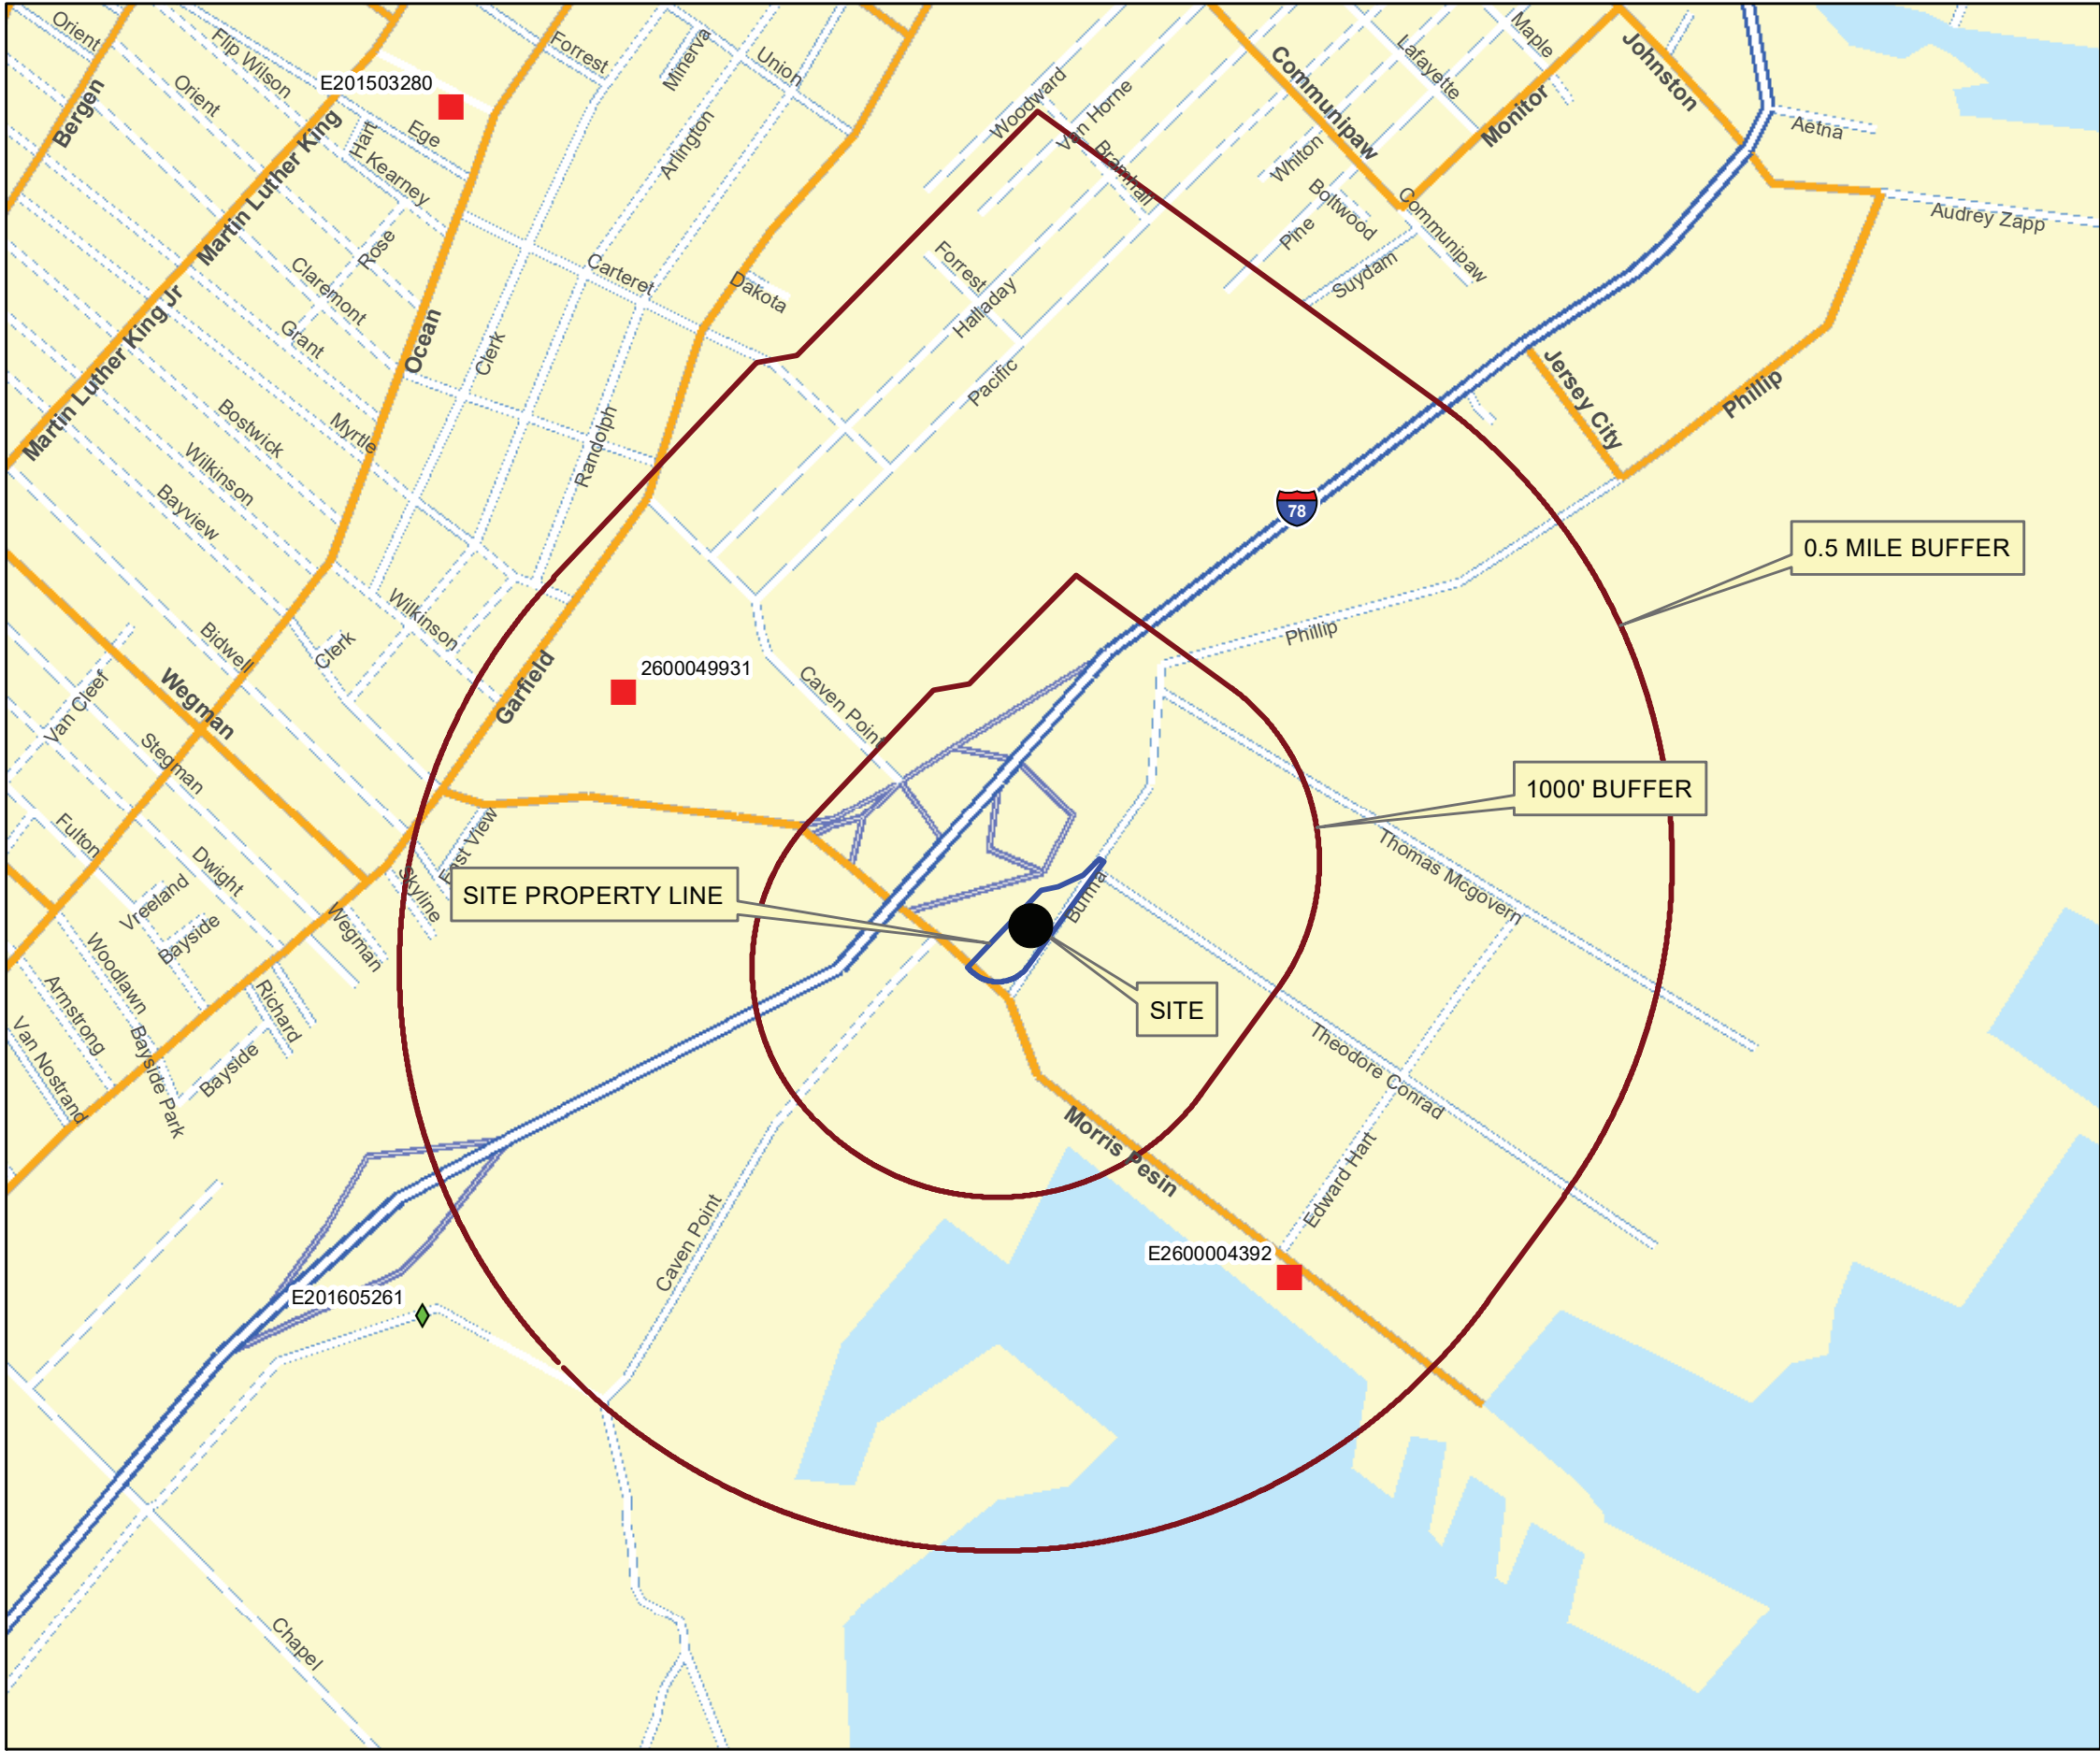 Orient
Flip Wilson
Forrest
Minerva
Union
Woodward
Communipaw
Lafayette
Maple
Johnston
E201503280
Orient
Bergen
Hart
Ege
Van Horne
Monitor
Aetna
Martin Luther King
Kearney
Arlington
Bramhall
Whiton
Boltwood
Communipaw
Audrey Zapp
Rose
Carteret
Dakota
Forrest
Pine
Suydam
Claremont
Halladay
Martin Luther King Jr
Grant
Ocean
Clerk
Pacific
Jersey City
Phillip
Bostwick
Myrtle
Randolph
Wilkinson
Bayview
78
0.5 MILE BUFFER
Wilkinson
Bidwell
Clerk
Phillip
Wegman
Garfield
2600049931
Van Cleef
Caven Point
Stegman
1000' BUFFER
Fulton
Dwight
East View
Thomas Mcgovern
Vreeland
Skyline
SITE PROPERTY LINE
Burma
Bayside
Wegman
Woodlawn
Armstrong
Richard
SITE
Van Nostrand
Bayside Park
Bayside
Theodore Conrad
Morris Pesin
Edward Hart
Caven Point
E2600004392
E201605261
Chapel